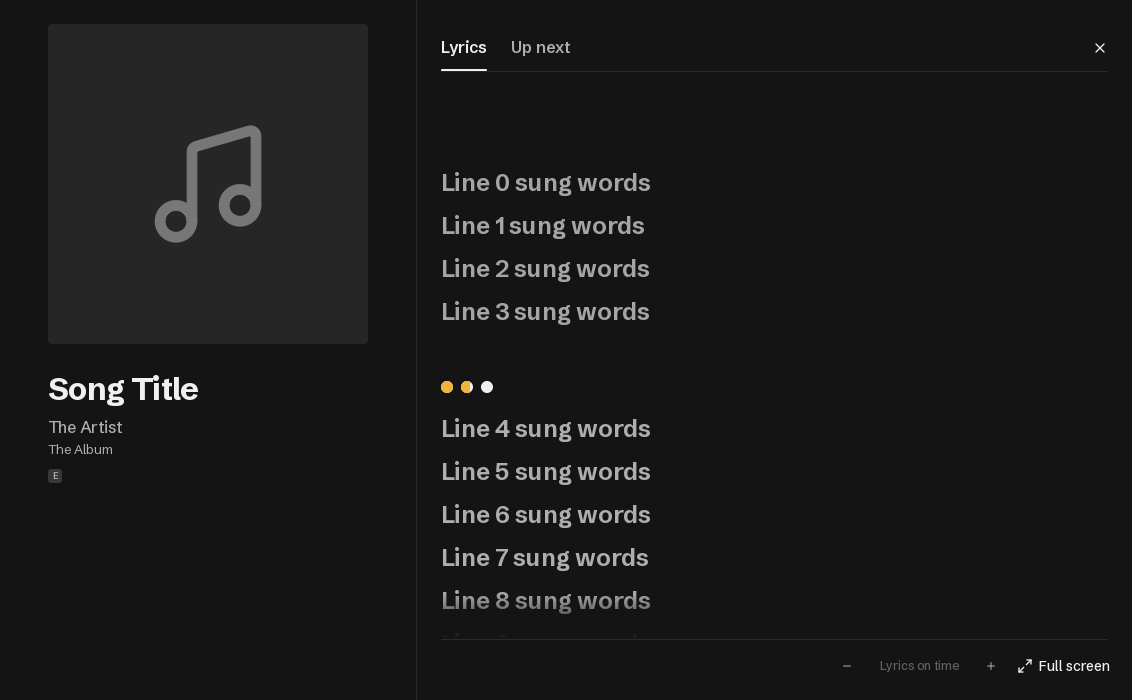 Song Title
The Artist
The Album
E
Lyrics
Up next
Line 0 sung words
Line 1 sung words
Line 2 sung words
Line 3 sung words
Line 4 sung words
Line 5 sung words
Line 6 sung words
Line 7 sung words
Line 8 sung words
Lyrics on time
Full screen